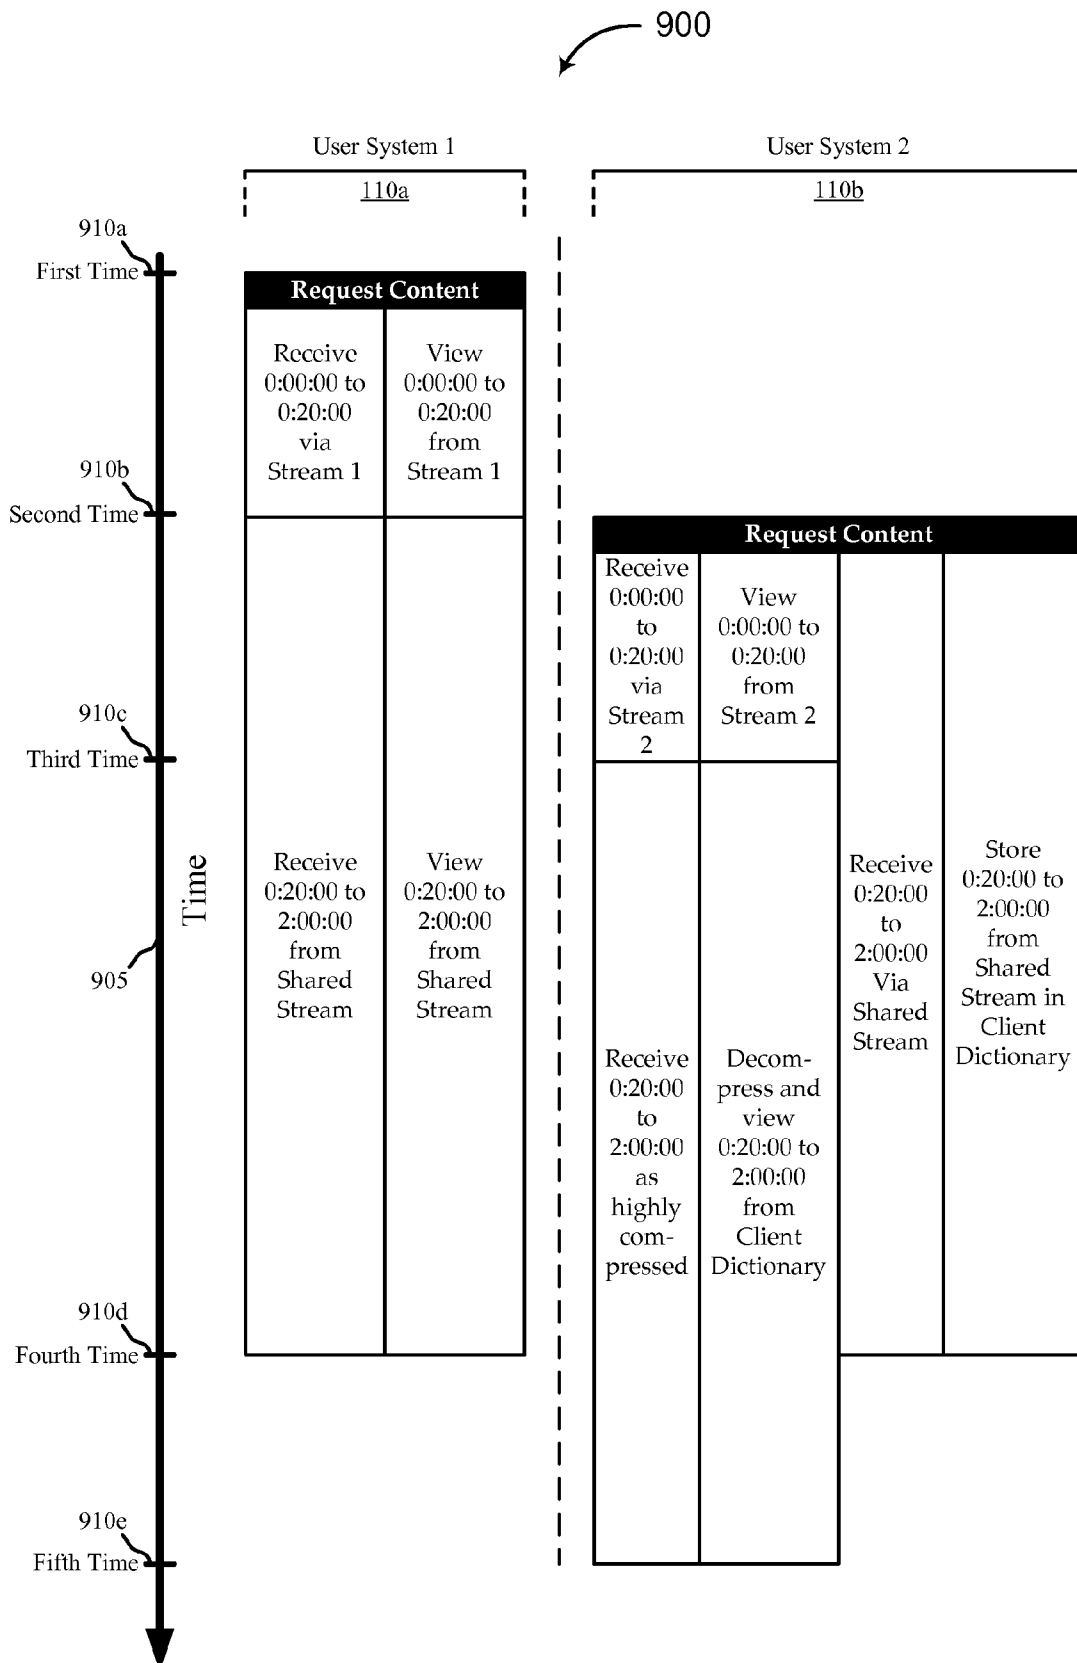 900
User System 1
110a
User System 2
110b
910a
First Time
910b
Second Time
910c
Third Time
Time
905
910d
Fourth Time
910e
Fifth Time
Request Content
Receive
0:00:00 to
0:20:00
via
Stream 1
View
0:00:00 to
0:20:00
from
Stream 1
Receive
0:20:00 to
2:00:00
from
Shared
Stream
View
0:20:00 to
2:00:00
from
Shared
Stream
Request Content
Receive
0:00:00
to
0:20:00
via
Stream
2
View
0:00:00 to
0:20:00
from
Stream 2
Receive
0:20:00
to
2:00:00
as
highly
com-
pressed
Decom-
press and
view
0:20:00 to
2:00:00
from
Client
Dictionary
Receive
0:20:00
to
2:00:00
Via
Shared
Stream
Store
0:20:00 to
2:00:00
from
Shared
Stream in
Client
Dictionary